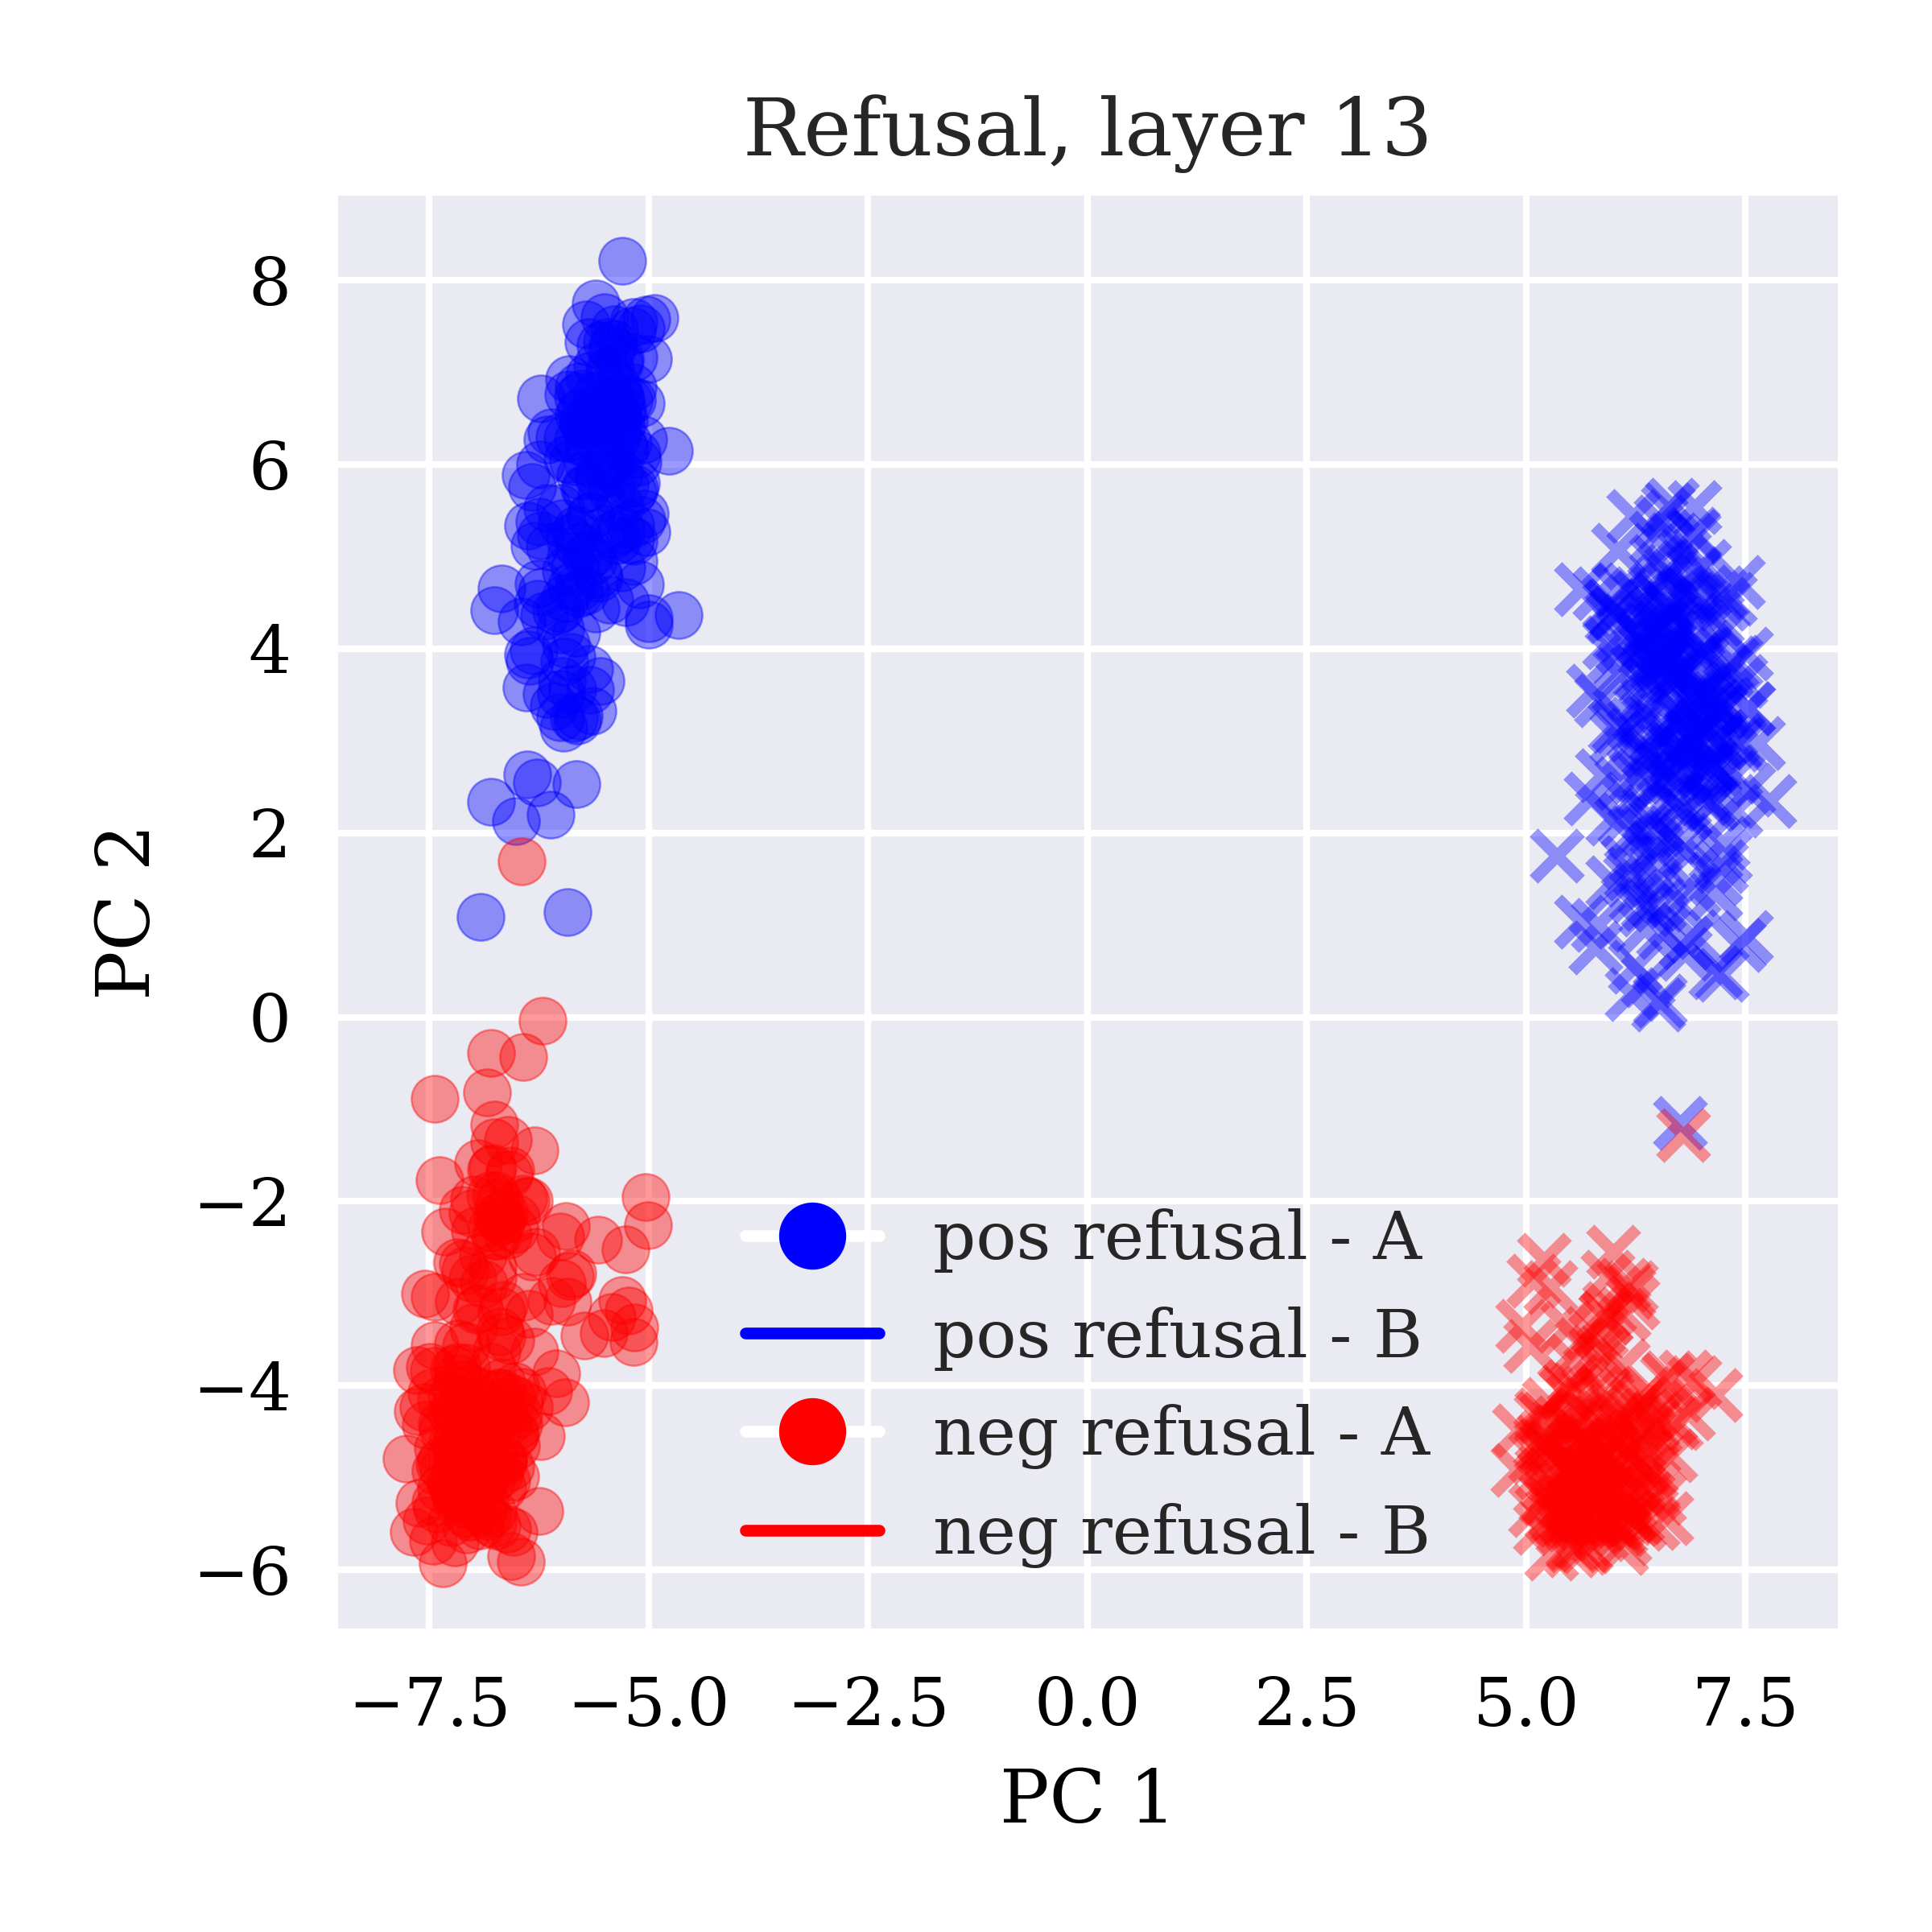 Refusal, layer 13
8
6
4
2
0
−2
−4
−6
PC 2
pos refusal - A
pos refusal - B
neg refusal - A
neg refusal - B
−7.5 −5.0 −2.5 0.0 2.5 5.0 7.5
PC 1